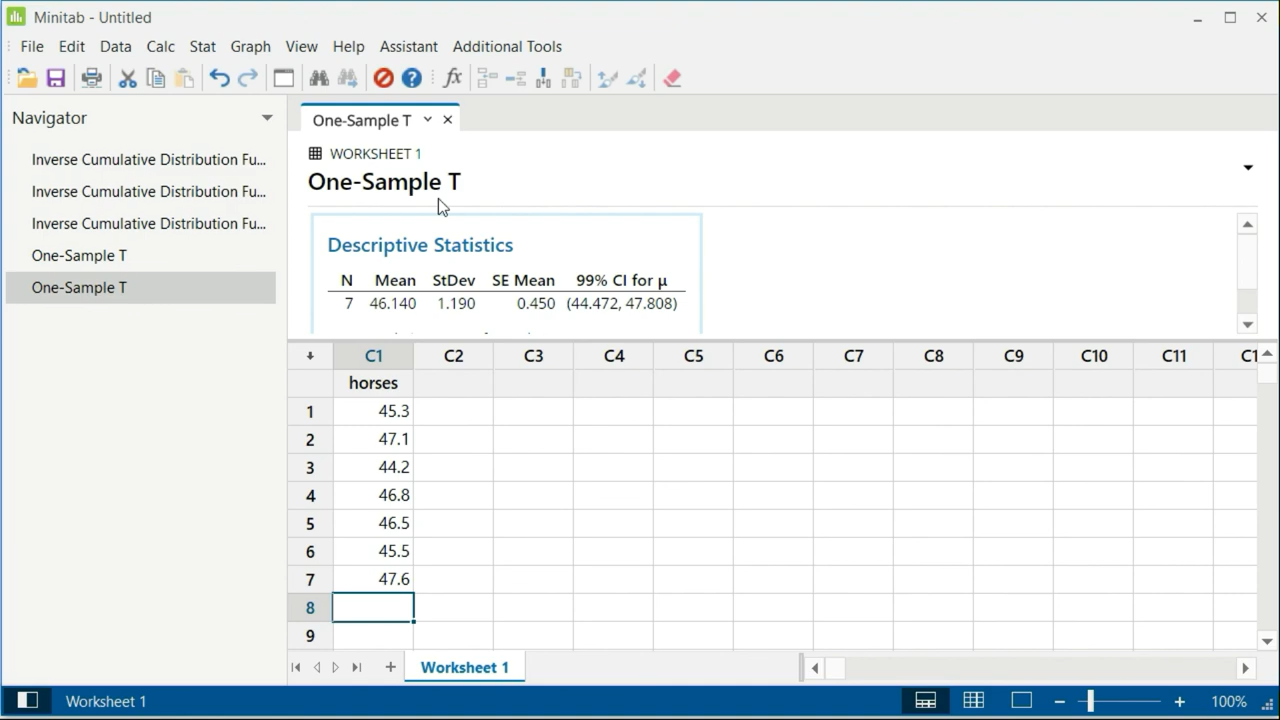 Minitab - Untitled
File Edit Data Calc Stat Graph View Help Assistant Additional Tools
fx
Navigator
Inverse Cumulative Distribution Fu...
Inverse Cumulative Distribution Fu...
Inverse Cumulative Distribution Fu...
One-Sample T
One-Sample T
One-Sample T
WORKSHEET 1
One-Sample T
Descriptive Statistics
N Mean StDev SE Mean 99% CI for μ
7 46.140 1.190 0.450 (44.472, 47.808)
C1 C2 C3 C4 C5 C6 C7 C8 C9 C10 C11 C1
horses
1 45.3
2 47.1
3 44.2
4 46.8
5 46.5
6 45.5
7 47.6
8
9
Worksheet 1
Worksheet 1 100%